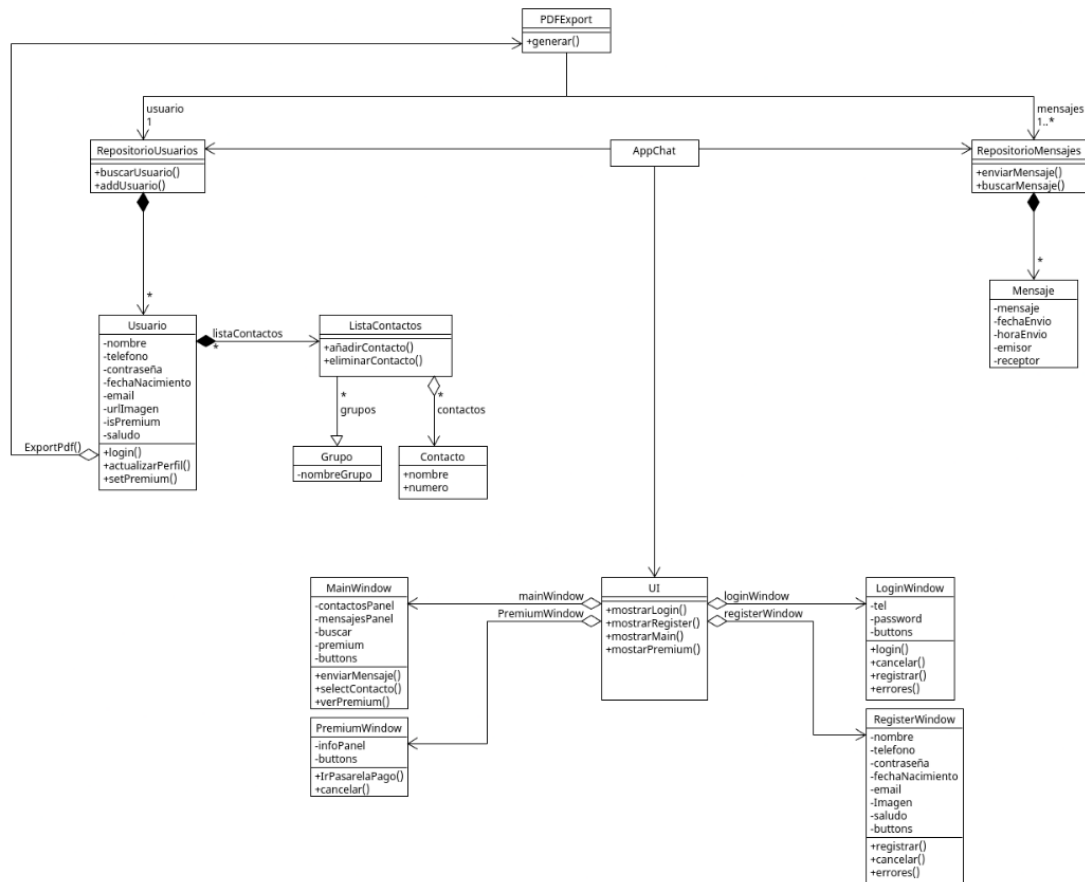 PDFExport
+generar()
usuario
1
mensajes
1..*
RepositorioUsuarios
+buscarUsuario()
+addUsuario()
AppChat
RepositorioMensajes
+enviarMensaje()
+buscarMensaje()
*
*
Usuario
-nombre
-telefono
-contraseña
-fechaNacimiento
-email
-urlImagen
-isPremium
-saludo
+login()
+actualizarPerfil()
+setPremium()
ExportPdf()
listaContactos
*
ListaContactos
+añadirContacto()
+eliminarContacto()
*
grupos
*
contactos
Grupo
-nombreGrupo
Contacto
+nombre
+numero
Mensaje
-mensaje
-fechaEnvio
-horaEnvio
-emisor
-receptor
MainWindow
-contactosPanel
-mensajesPanel
-buscar
-premium
-buttons
+enviarMensaje()
+selectContacto()
+verPremium()
mainWindow
PremiumWindow
UI
+mostrarLogin()
+mostrarRegister()
+mostrarMain()
+mostarPremium()
loginWindow
registerWindow
LoginWindow
-tel
-password
-buttons
+login()
+cancelar()
+registrar()
+errores()
PremiumWindow
-infoPanel
-buttons
+IrPasarelaPago()
+cancelar()
RegisterWindow
-nombre
-telefono
-contraseña
-fechaNacimiento
-email
-Imagen
-saludo
-buttons
+registrar()
+cancelar()
+errores()